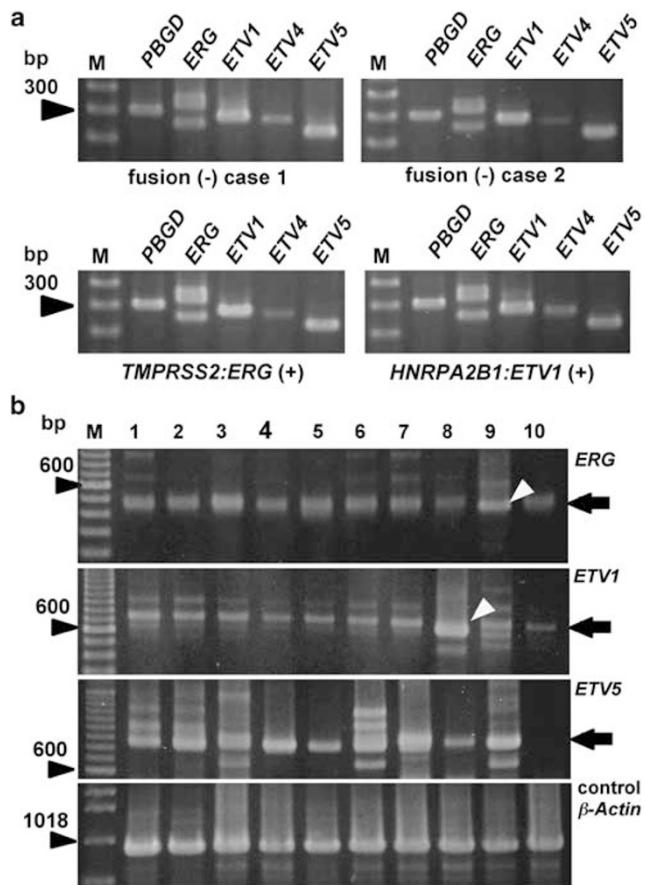 a
bp M PBGD ERG ETV1 ETV4 ETV5 M PBGD ERG ETV1 ETV4 ETV5
300
fusion (-) case 1 fusion (-) case 2
bp M PBGD ERG ETV1 ETV4 ETV5 M PBGD ERG ETV1 ETV4 ETV5
300
TMPRSS2:ERG (+) HNRPA2B1:ETV1 (+)
b
bp M 1 2 3 4 5 6 7 8 9 10
600 ERG
600 ETV1
600 ETV5
1018 control
β-Actin